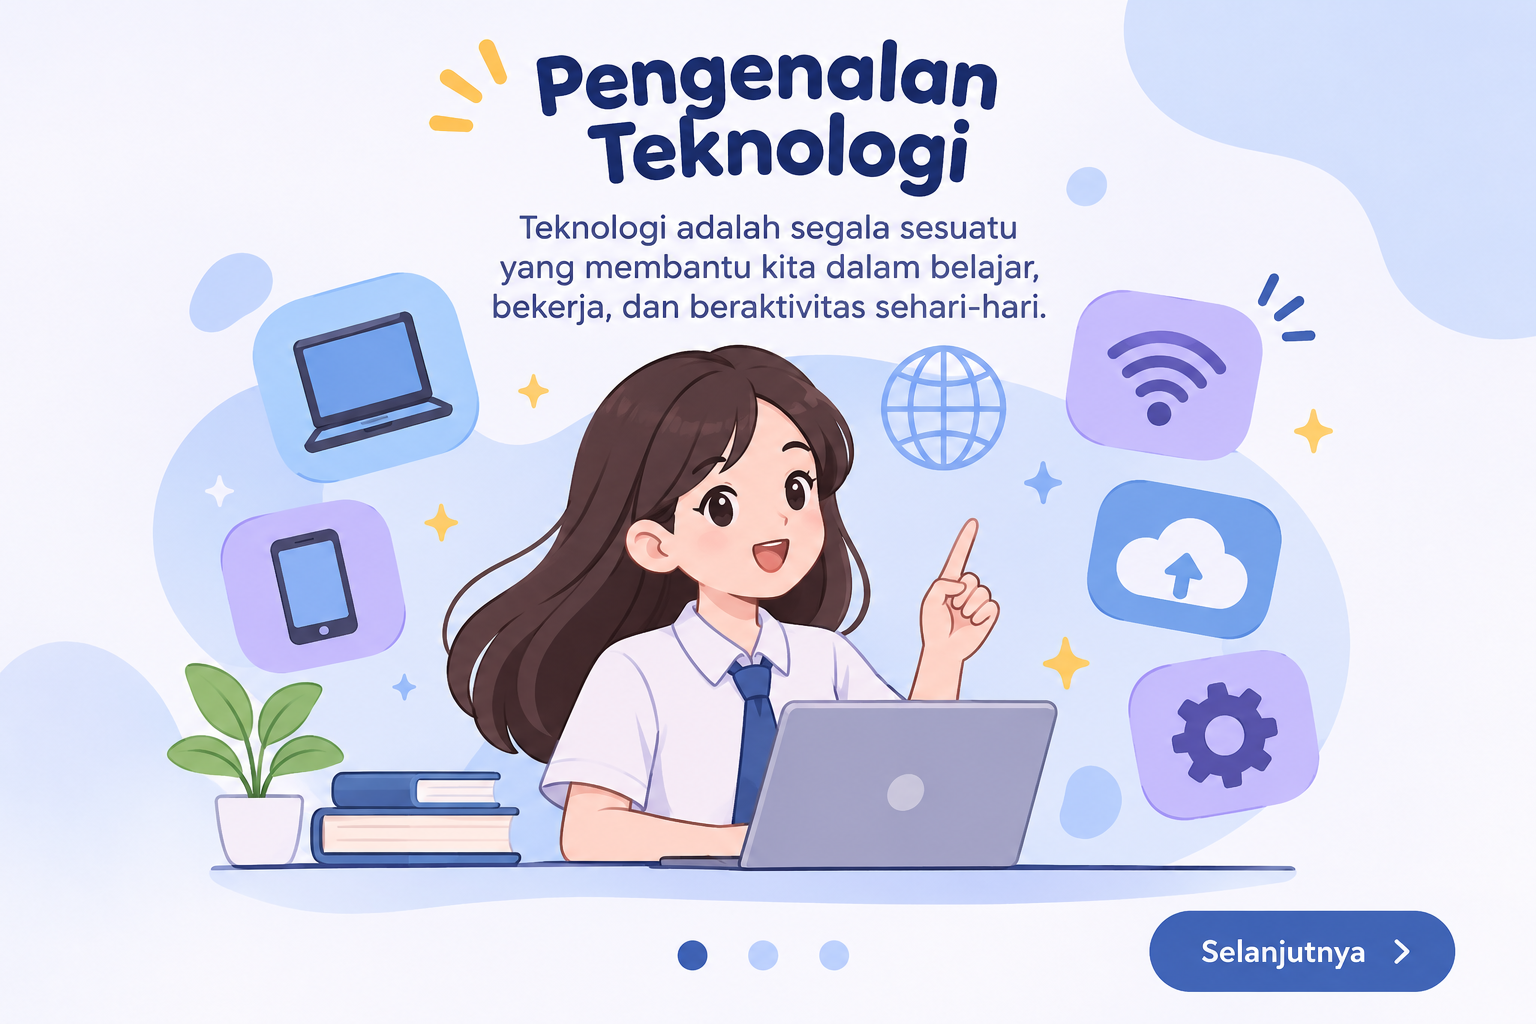 Pengenalan
Teknologi
Teknologi adalah segala sesuatu
yang membantu kita dalam belajar,
bekerja, dan beraktivitas sehari-hari.
Selanjutnya